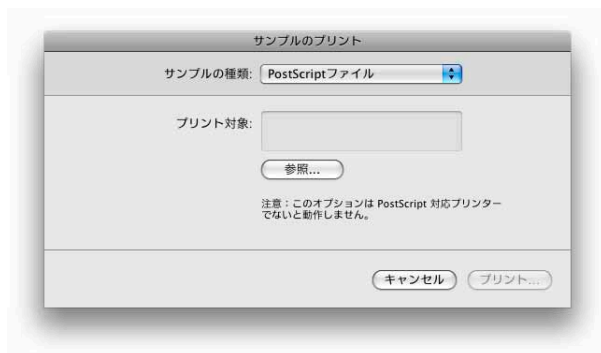 サンプルのプリント
サンプルの種類: PostScriptファイル
プリント対象:
参照...
注意：このオプションは PostScript 対応プリンター
でないと動作しません。
キャンセル プリント...